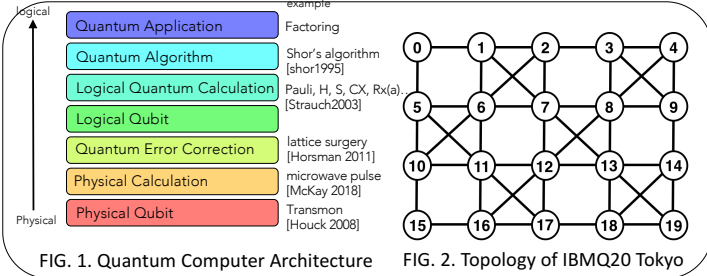 logical
example
Quantum Application
Factoring
Quantum Algorithm
Shor's algorithm
[shor1995]
Logical Quantum Calculation
Pauli, H, S, CX, Rx(a)..
[Strauch2003]
Logical Qubit
Quantum Error Correction
lattice surgery
[Horsman 2011]
Physical Calculation
microwave pulse
[McKay 2018]
Physical Qubit
Transmon
[Houck 2008]
Physical
FIG. 1. Quantum Computer Architecture
0 1 2 3 4
5 6 7 8 9
10 11 12 13 14
15 16 17 18 19
FIG. 2. Topology of IBMQ20 Tokyo